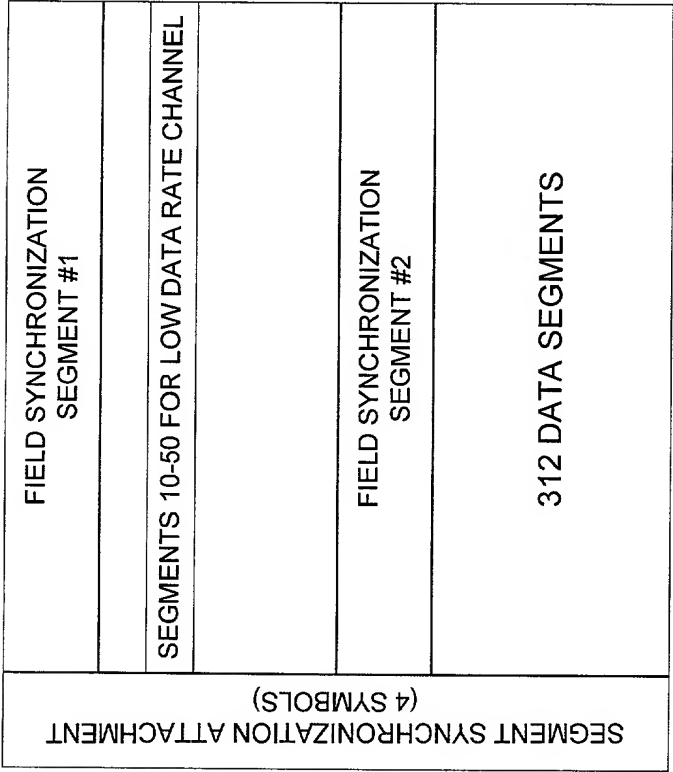 FIELD SYNCHRONIZATION
SEGMENT #1
SEGMENTS 10-50 FOR LOW DATA RATE CHANNEL
FIELD SYNCHRONIZATION
SEGMENT #2
312 DATA SEGMENTS
SEGMENT SYNCHRONIZATION ATTACHMENT
(4 SYMBOLS)